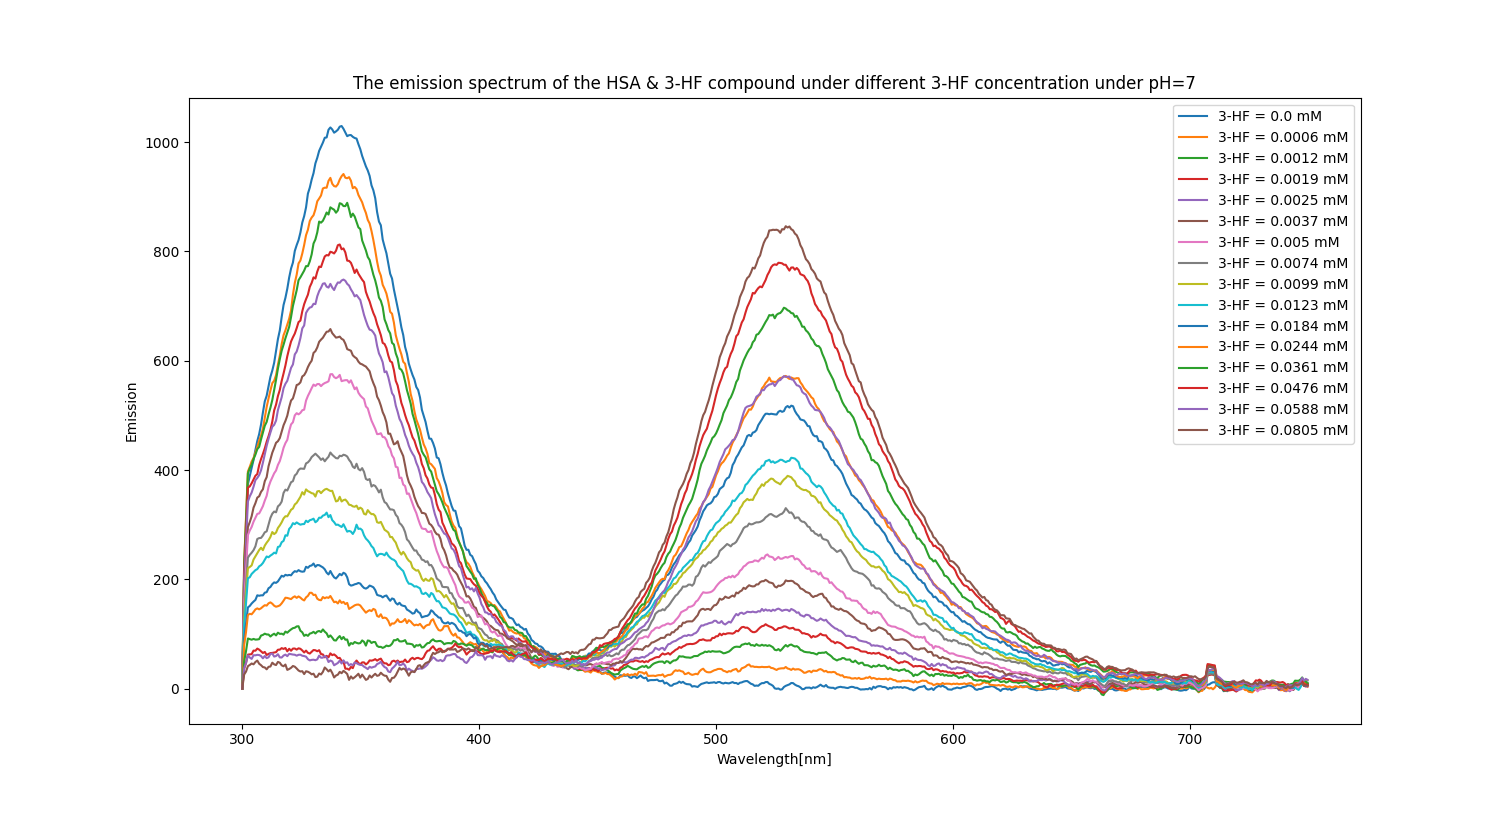 The emission spectrum of the HSA & 3-HF compound under different 3-HF concentration under pH=7
3-HF = 0.0 mM
3-HF = 0.0006 mM
3-HF = 0.0012 mM
3-HF = 0.0019 mM
3-HF = 0.0025 mM
3-HF = 0.0037 mM
3-HF = 0.005 mM
3-HF = 0.0074 mM
3-HF = 0.0099 mM
3-HF = 0.0123 mM
3-HF = 0.0184 mM
3-HF = 0.0244 mM
3-HF = 0.0361 mM
3-HF = 0.0476 mM
3-HF = 0.0588 mM
3-HF = 0.0805 mM
1000
800
600
400
200
0
Emission
300 400 500 600 700
Wavelength[nm]